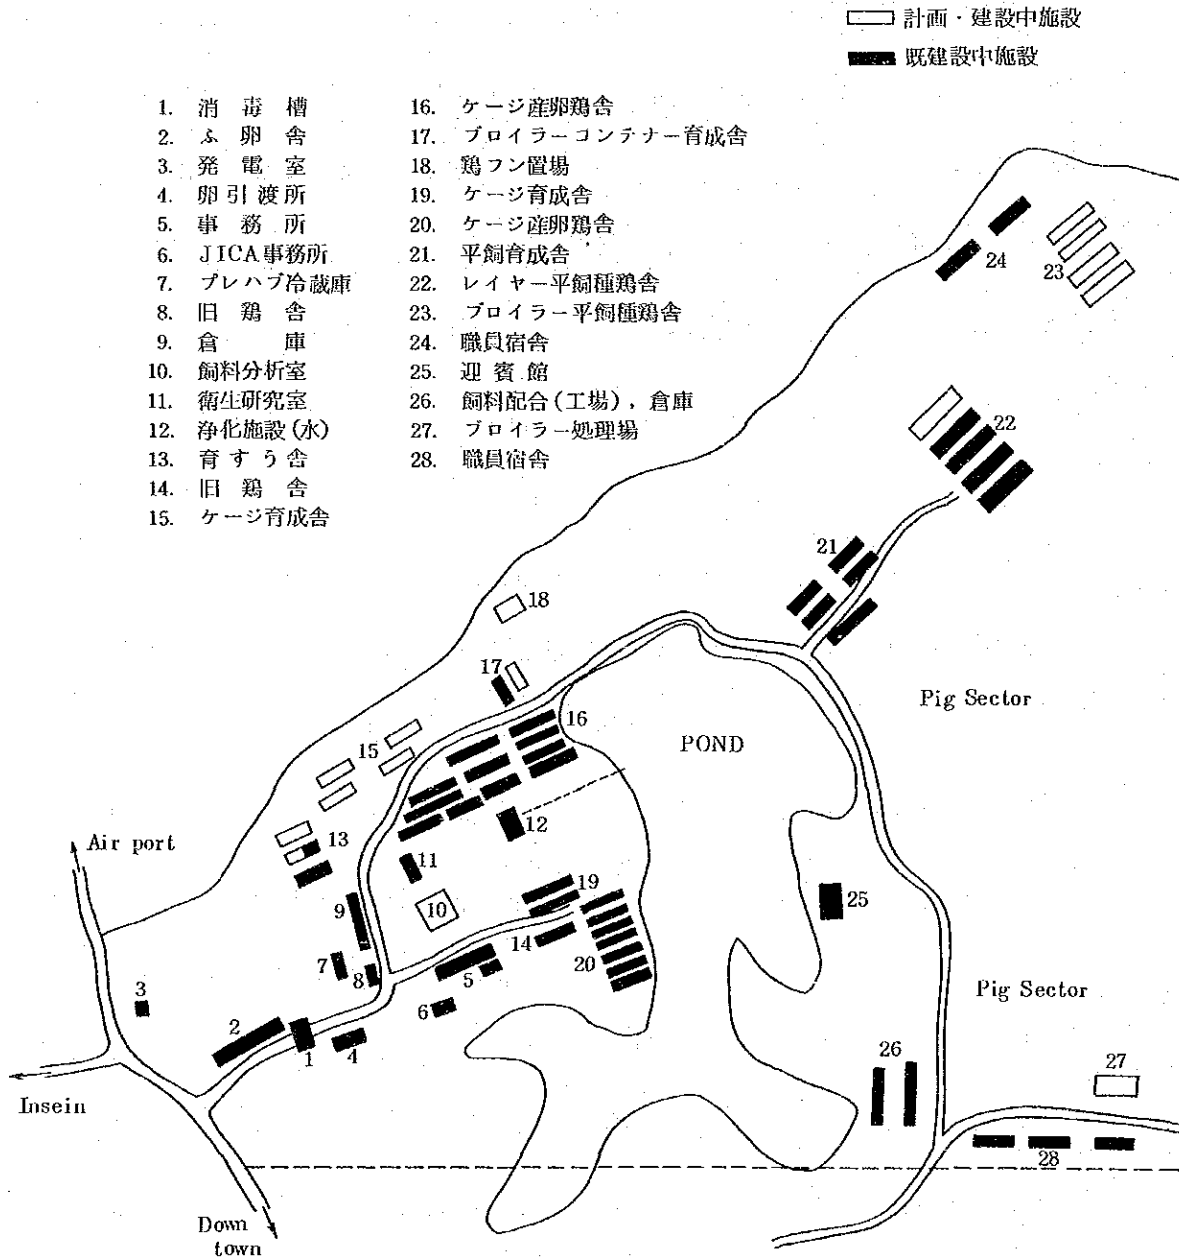 計画・建設中施設
既建設中施設
1. 消毒槽
2. ふ卵舎
3. 発電室
4. 卵引渡所
5. 事務所
6. JICA事務所
7. プレハブ冷蔵庫
8. 旧鶏舎
9. 倉庫
10. 飼料分析室
11. 衛生研究室
12. 浄化施設(水)
13. 育すう舎
14. 旧鶏舎
15. ケージ育成舎
16. ケージ産卵鶏舎
17. ブロイラーコンテナー育成舎
18. 鶏フン置場
19. ケージ育成舎
20. ケージ産卵鶏舎
21. 平飼育成舎
22. レイヤー平飼種鶏舎
23. ブロイラー平飼種鶏舎
24. 職員宿舎
25. 迎賓館
26. 飼料配合(工場),倉庫
27. ブロイラー処理場
28. 職員宿舎
24
23
22
21
18
17
16
Pig Sector
15
POND
12
13
Air port
11
19
25
10
9
14
20
7
8
5
3
6
Pig Sector
2
1
4
26
27
Insein
28
Down
town